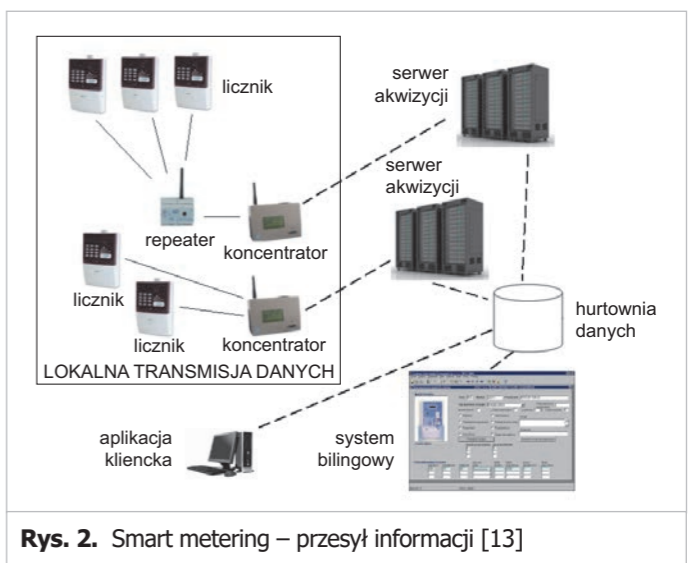 licznik
serwer
akwizycji
serwer
akwizycji
repeater
koncentrator
licznik
licznik
koncentrator
LOKALNA TRANSMISJA DANYCH
hurtownia
danych
aplikacja
kliencka
system
bilingowy
Rys. 2. Smart metering – przesył informacji [13]